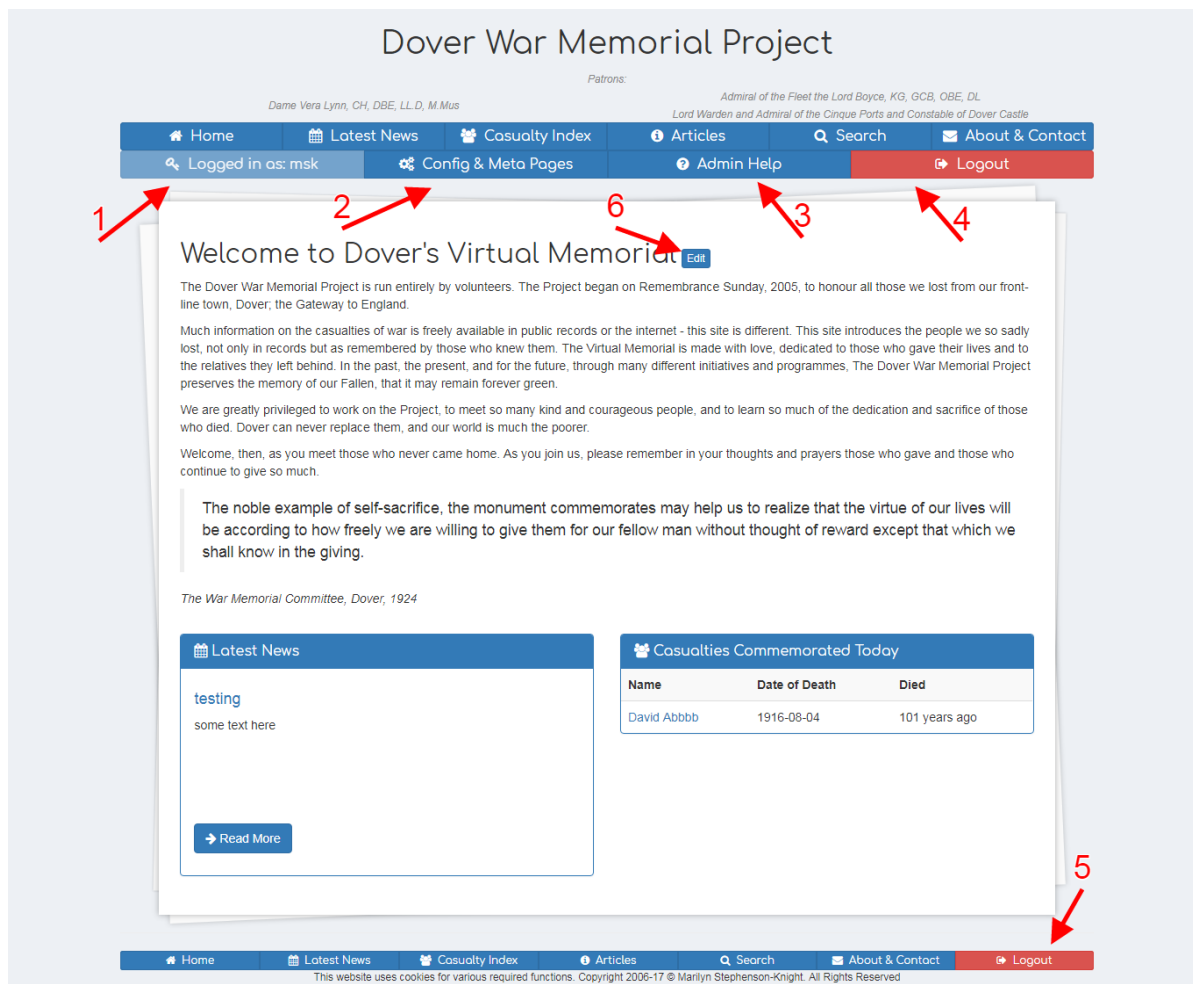 Dover War Memorial Project
Patrons:
Dame Vera Lynn, CH, DBE, LL.D, M.Mus
Admiral of the Fleet the Lord Boyce, KG, GCB, OBE, DL
Lord Warden and Admiral of the Cinque Ports and Constable of Dover Castle
Home Latest News Casualty Index Articles Search About & Contact
Logged in as: msk Config & Meta Pages Admin Help Logout
1 2 6 3 4
Welcome to Dover's Virtual Memorial Edit
The Dover War Memorial Project is run entirely by volunteers. The Project began on Remembrance Sunday, 2005, to honour all those we lost from our front-
line town, Dover; the Gateway to England.
Much information on the casualties of war is freely available in public records or the internet - this site is different. This site introduces the people we so sadly
lost, not only in records but as remembered by those who knew them. The Virtual Memorial is made with love, dedicated to those who gave their lives and to
the relatives they left behind. In the past, the present, and for the future, through many different initiatives and programmes, The Dover War Memorial Project
preserves the memory of our Fallen, that it may remain forever green.
We are greatly privileged to work on the Project, to meet so many kind and courageous people, and to learn so much of the dedication and sacrifice of those
who died. Dover can never replace them, and our world is much the poorer.
Welcome, then, as you meet those who never came home. As you join us, please remember in your thoughts and prayers those who gave and those who
continue to give so much.
The noble example of self-sacrifice, the monument commemorates may help us to realize that the virtue of our lives will
be according to how freely we are willing to give them for our fellow man without thought of reward except that which we
shall know in the giving.
The War Memorial Committee, Dover, 1924
Latest News
testing
some text here
Read More
Casualties Commemorated Today
Name Date of Death Died
David Abbbb 1916-08-04 101 years ago
5
Home Latest News Casualty Index Articles Search About & Contact Logout
This website uses cookies for various required functions. Copyright 2006-17 © Marilyn Stephenson-Knight. All Rights Reserved